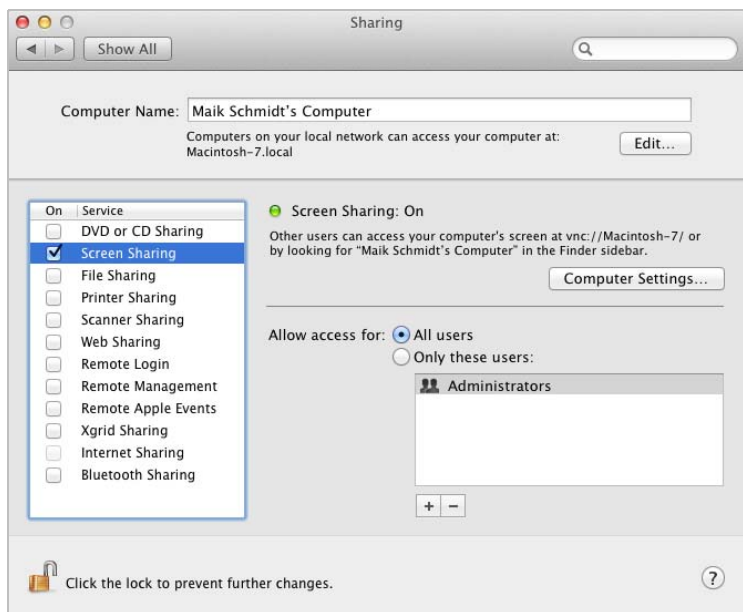 Sharing
Show All
Computer Name: Maik Schmidt's Computer
Computers on your local network can access your computer at:
Macintosh-7.local
Edit...
On Service
DVD or CD Sharing
Screen Sharing
File Sharing
Printer Sharing
Scanner Sharing
Web Sharing
Remote Login
Remote Management
Remote Apple Events
Xgrid Sharing
Internet Sharing
Bluetooth Sharing
Screen Sharing: On
Other users can access your computer's screen at vnc://Macintosh-7/ or
by looking for “Maik Schmidt's Computer” in the Finder sidebar.
Computer Settings...
Allow access for: All users
Only these users:
Administrators
+ −
Click the lock to prevent further changes.
?